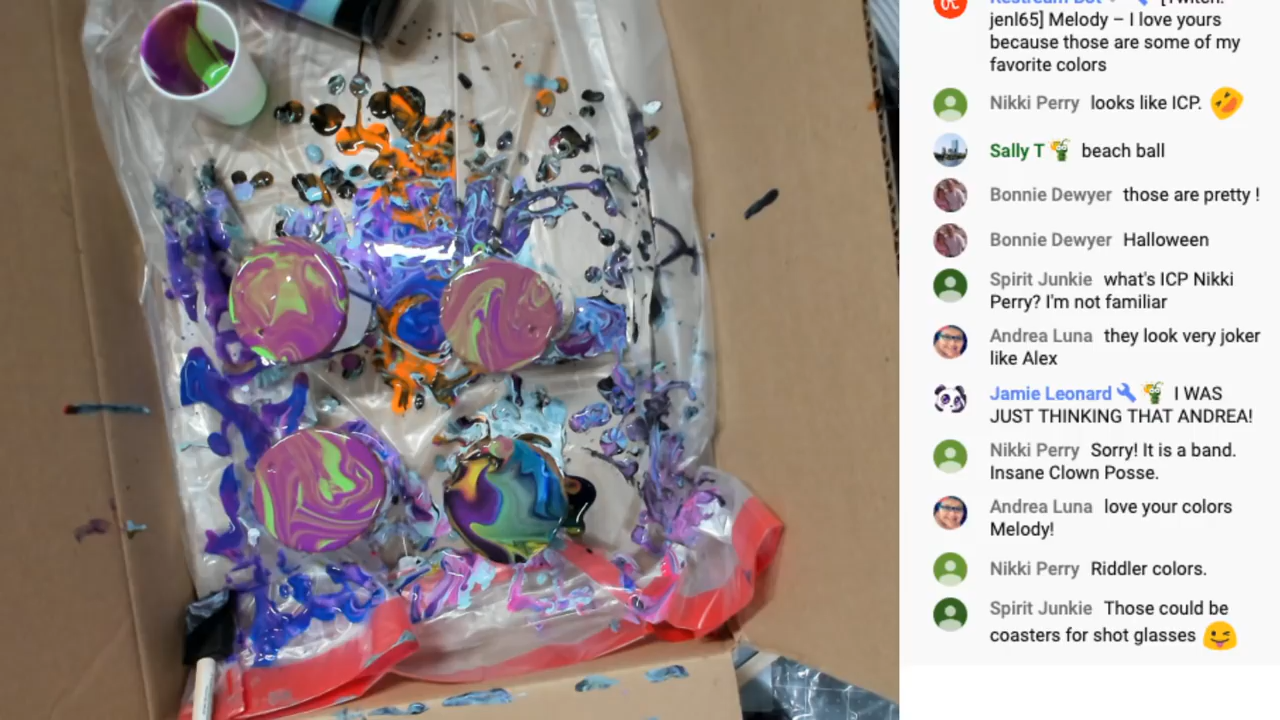 Restream Bot [Twitch:
jenl65] Melody – I love yours
because those are some of my
favorite colors
Nikki Perry looks like ICP. 🤣
Sally T beach ball
Bonnie Dewyer those are pretty !
Bonnie Dewyer Halloween
Spirit Junkie what's ICP Nikki
Perry? I'm not familiar
Andrea Luna they look very joker
like Alex
Jamie Leonard I WAS
JUST THINKING THAT ANDREA!
Nikki Perry Sorry! It is a band.
Insane Clown Posse.
Andrea Luna love your colors
Melody!
Nikki Perry Riddler colors.
Spirit Junkie Those could be
coasters for shot glasses 😜